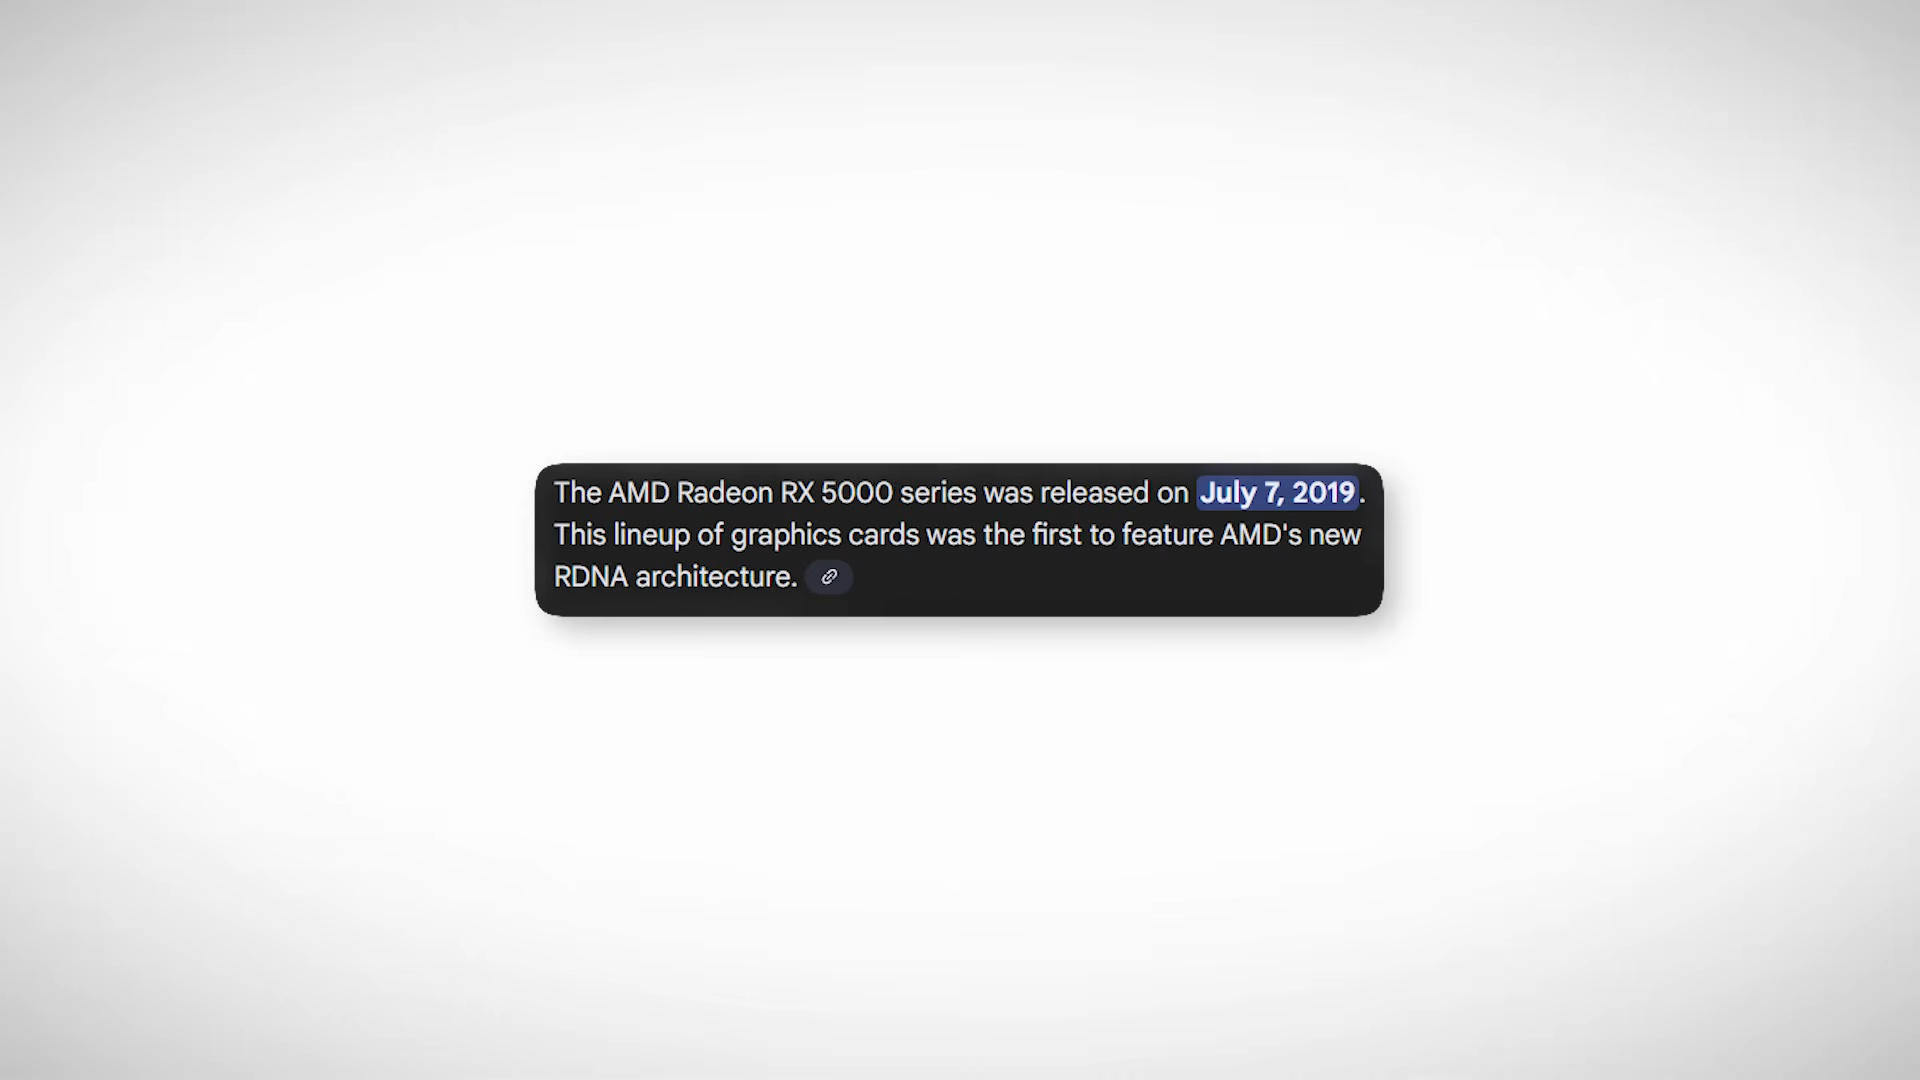 The AMD Radeon RX 5000 series was released on July 7, 2019.
This lineup of graphics cards was the first to feature AMD's new
RDNA architecture.